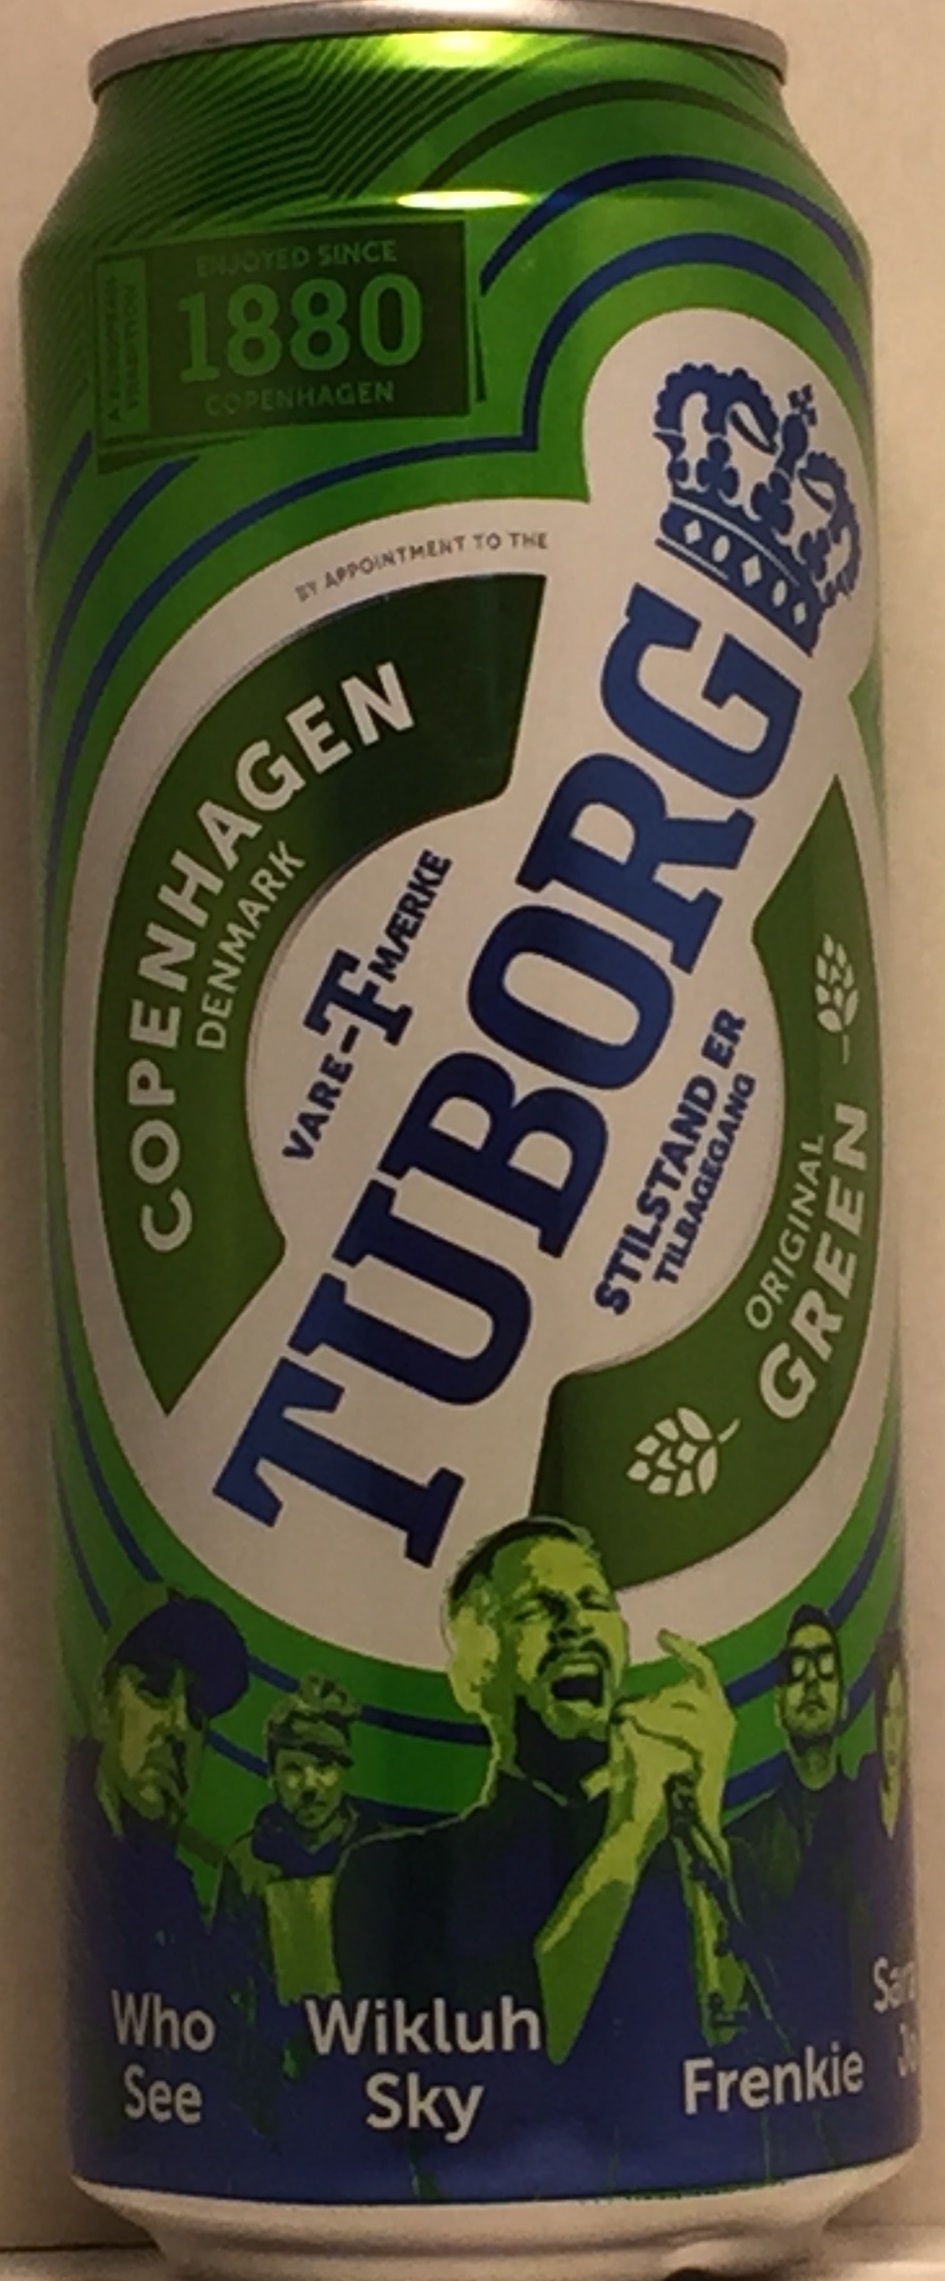 ENJOYED SINCE
1880
COPENHAGEN
BY APPOINTMENT TO THE
COPENHAGEN
DENMARK
VARE-T MÆRKE
TUBORG
STILSTAND ER
TILBAGEGANG
ORIGINAL
GREEN
Who
See
Wikluh
Sky
Frenkie